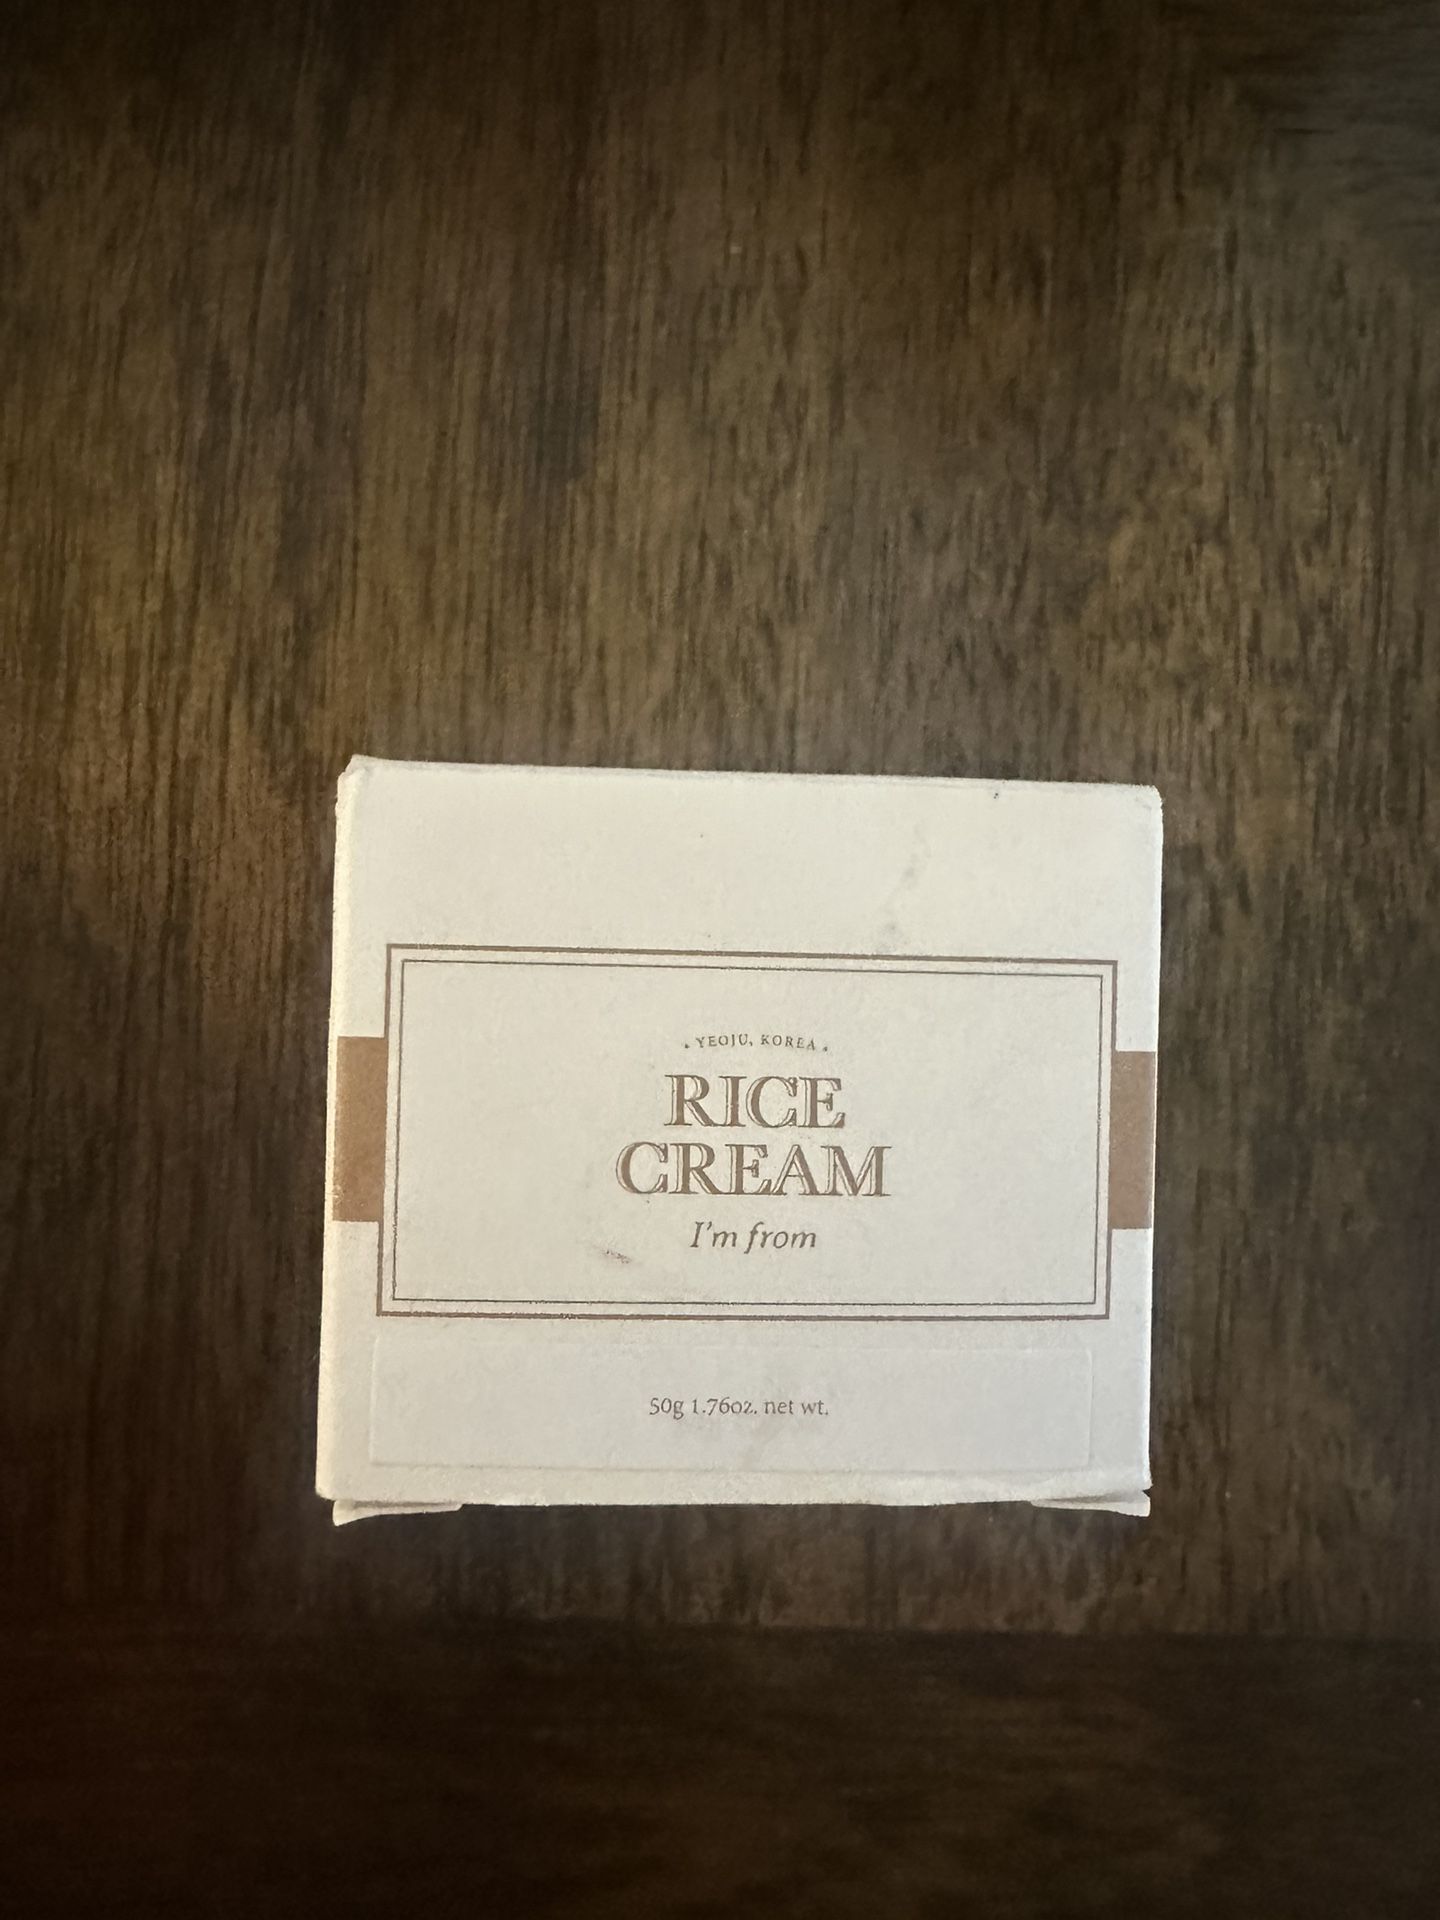 YEOJU, KOREA
RICE
CREAM
I'm from
50g 1.76oz. net wt.